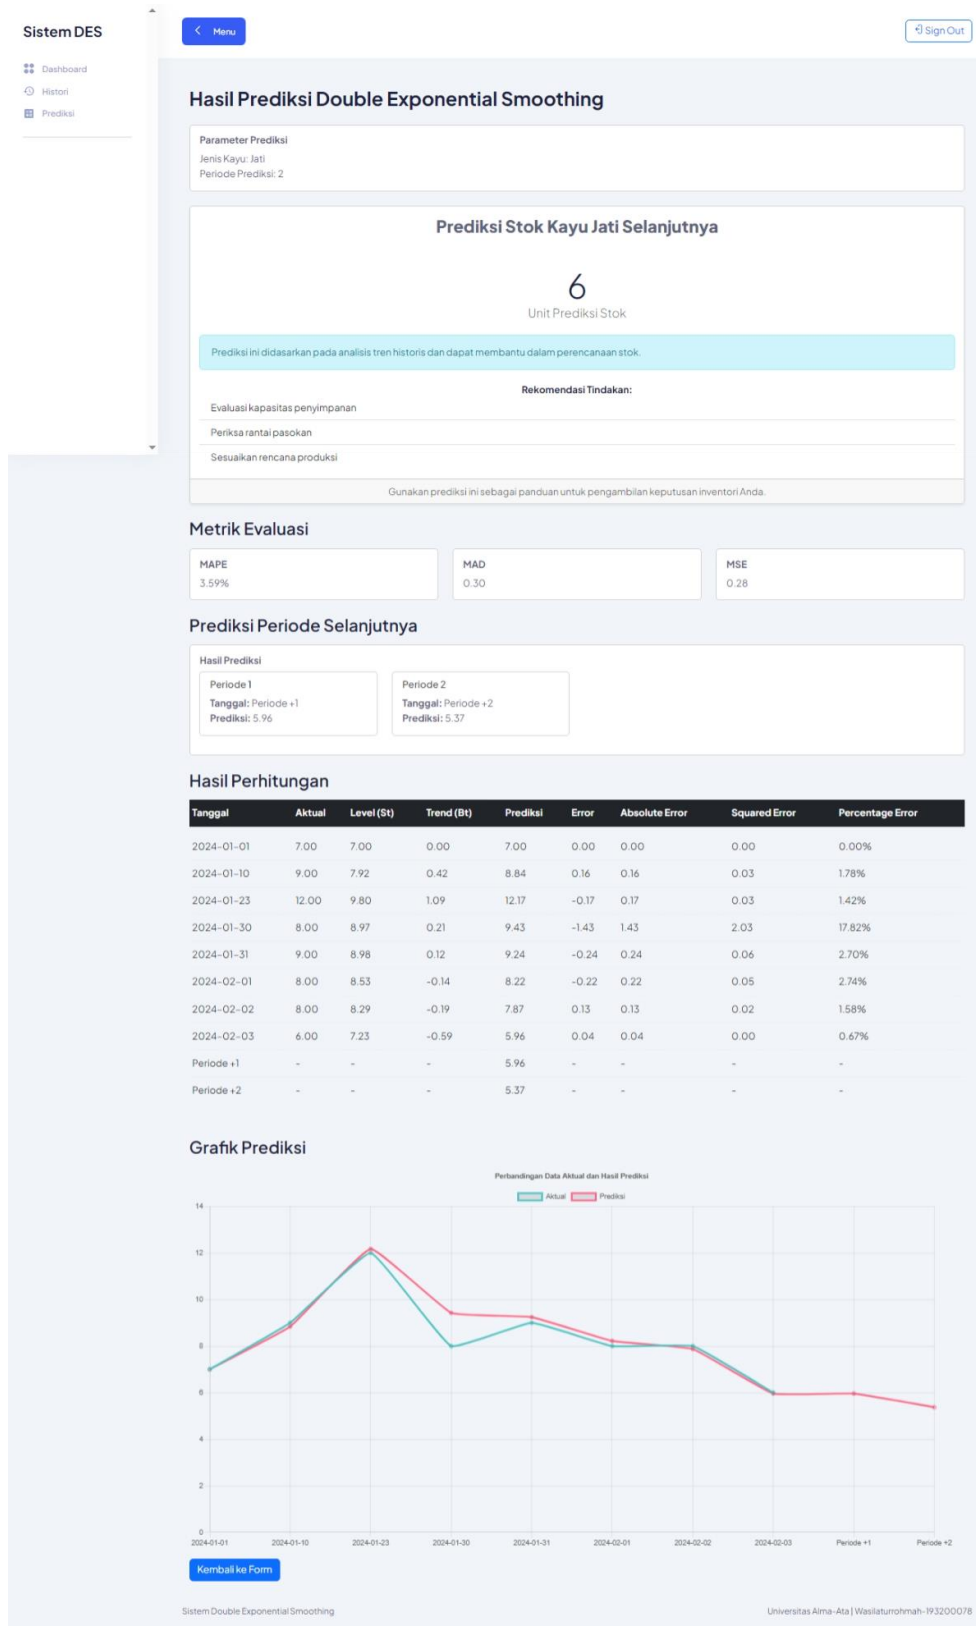 Sistem DES
Menu
Sign Out
Dashboard
Histori
Prediksi
Hasil Prediksi Double Exponential Smoothing
Parameter Prediksi
Jenis Kayu: Jati
Periode Prediksi: 2
Prediksi Stok Kayu Jati Selanjutnya
6
Unit Prediksi Stok
Prediksi ini didasarkan pada analisis tren historis dan dapat membantu dalam perencanaan stok.
Rekomendasi Tindakan:
Evaluasi kapasitas penyimpanan
Periksa rantai pasokan
Sesuaikan rencana produksi
Gunakan prediksi ini sebagai panduan untuk pengambilan keputusan inventori Anda.
Metrik Evaluasi
MAPE MAD MSE
3.59% 0.30 0.28
Prediksi Periode Selanjutnya
Hasil Prediksi
Periode 1 Periode 2
Tanggal: Periode +1 Tanggal: Periode +2
Prediksi: 5.96 Prediksi: 5.37
Hasil Perhitungan
Tanggal Aktual Level (St) Trend (Bt) Prediksi Error Absolute Error Squared Error Percentage Error
2024-01-01 7.00 7.00 0.00 7.00 0.00 0.00 0.00 0.00%
2024-01-10 9.00 7.92 0.42 8.84 0.16 0.16 0.03 1.78%
2024-01-23 12.00 9.80 1.09 12.17 -0.17 0.17 0.03 1.42%
2024-01-30 8.00 8.97 0.21 9.43 -1.43 1.43 2.03 17.82%
2024-01-31 9.00 8.98 0.12 9.24 -0.24 0.24 0.06 2.70%
2024-02-01 8.00 8.53 -0.14 8.22 -0.22 0.22 0.05 2.74%
2024-02-02 8.00 8.29 -0.19 7.87 0.13 0.13 0.02 1.58%
2024-02-03 6.00 7.23 -0.59 5.96 0.04 0.04 0.00 0.67%
Periode +1 - - - 5.96 - - - -
Periode +2 - - - 5.37 - - - -
Grafik Prediksi
Perbandingan Data Aktual dan Hasil Prediksi
Aktual Prediksi
14
12
10
8
6
4
2
0
2024-01-01 2024-01-10 2024-01-23 2024-01-30 2024-01-31 2024-02-01 2024-02-02 2024-02-03 Periode +1 Periode +2
Kembali ke Form
Sistem Double Exponential Smoothing
Universitas Alma-Ata | Wasilaturrohmah-193200078